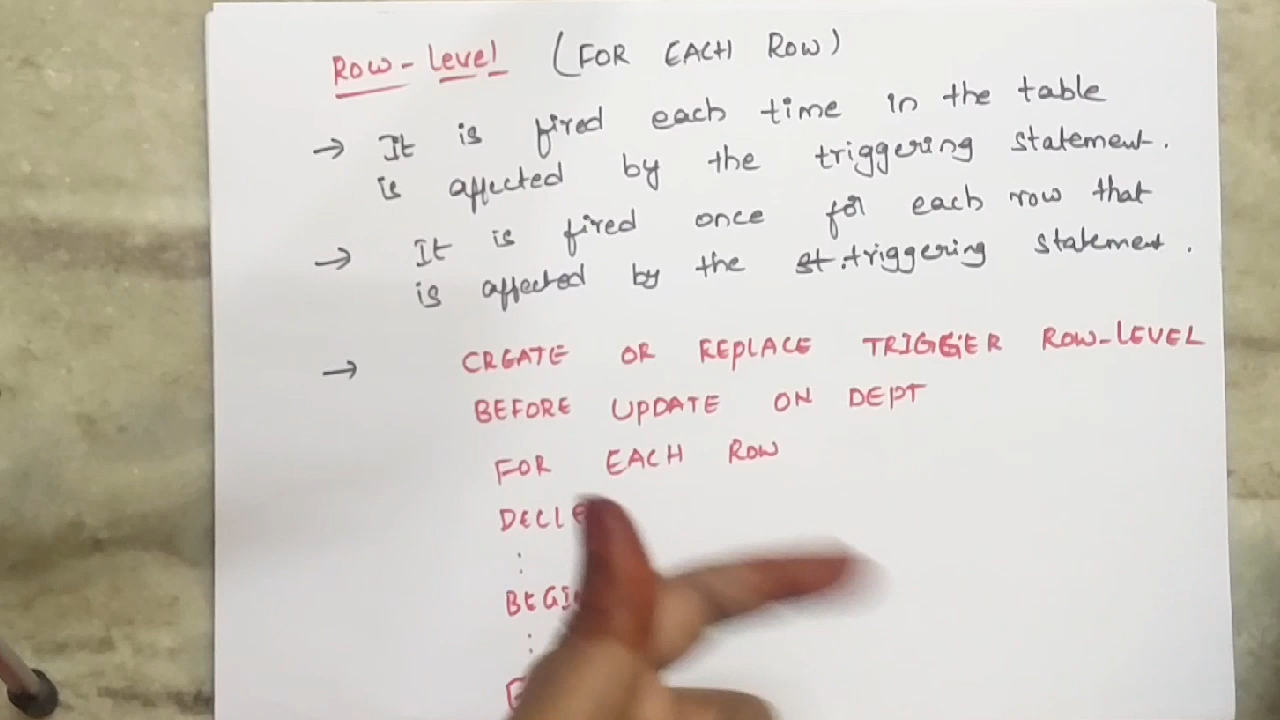 Row-level (FOR EACH ROW)
→ It is fired each time in the table
is affected by the triggering statement.
→ It is fired once for each row that
is affected by the st.triggering statement.
→ CREATE OR REPLACE TRIGGER ROW-LEVEL
BEFORE UPDATE ON DEPT
FOR EACH ROW
:
: